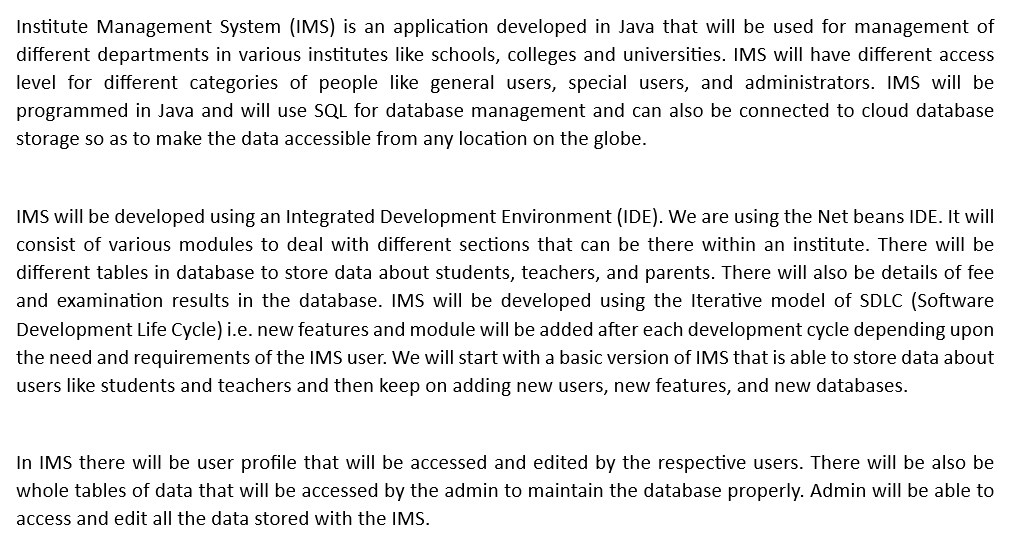 Institute Management System (IMS) is an application developed in Java that will be used for management of
different departments in various institutes like schools, colleges and universities. IMS will have different access
level for different categories of people like general users, special users, and administrators. IMS will be
programmed in Java and will use SQL for database management and can also be connected to cloud database
storage so as to make the data accessible from any location on the globe.
IMS will be developed using an Integrated Development Environment (IDE). We are using the Net beans IDE. It will
consist of various modules to deal with different sections that can be there within an institute. There will be
different tables in database to store data about students, teachers, and parents. There will also be details of fee
and examination results in the database. IMS will be developed using the Iterative model of SDLC (Software
Development Life Cycle) i.e. new features and module will be added after each development cycle depending upon
the need and requirements of the IMS user. We will start with a basic version of IMS that is able to store data about
users like students and teachers and then keep on adding new users, new features, and new databases.
In IMS there will be user profile that will be accessed and edited by the respective users. There will be also be
whole tables of data that will be accessed by the admin to maintain the database properly. Admin will be able to
access and edit all the data stored with the IMS.